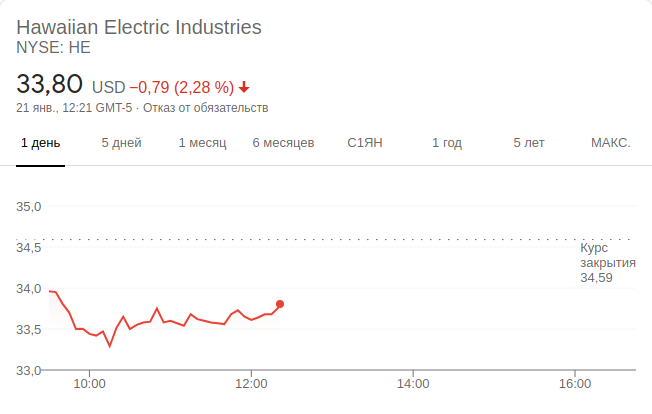 Hawaiian Electric Industries
NYSE: HE
33,80 USD −0,79 (2,28 %)
21 янв., 12:21 GMT-5 · Отказ от обязательств
1 день 5 дней 1 месяц 6 месяцев С1ЯН 1 год 5 лет МАКС.
35,0
34,5
Курс
закрытия
34,59
34,0
33,5
33,0
10:00 12:00 14:00 16:00